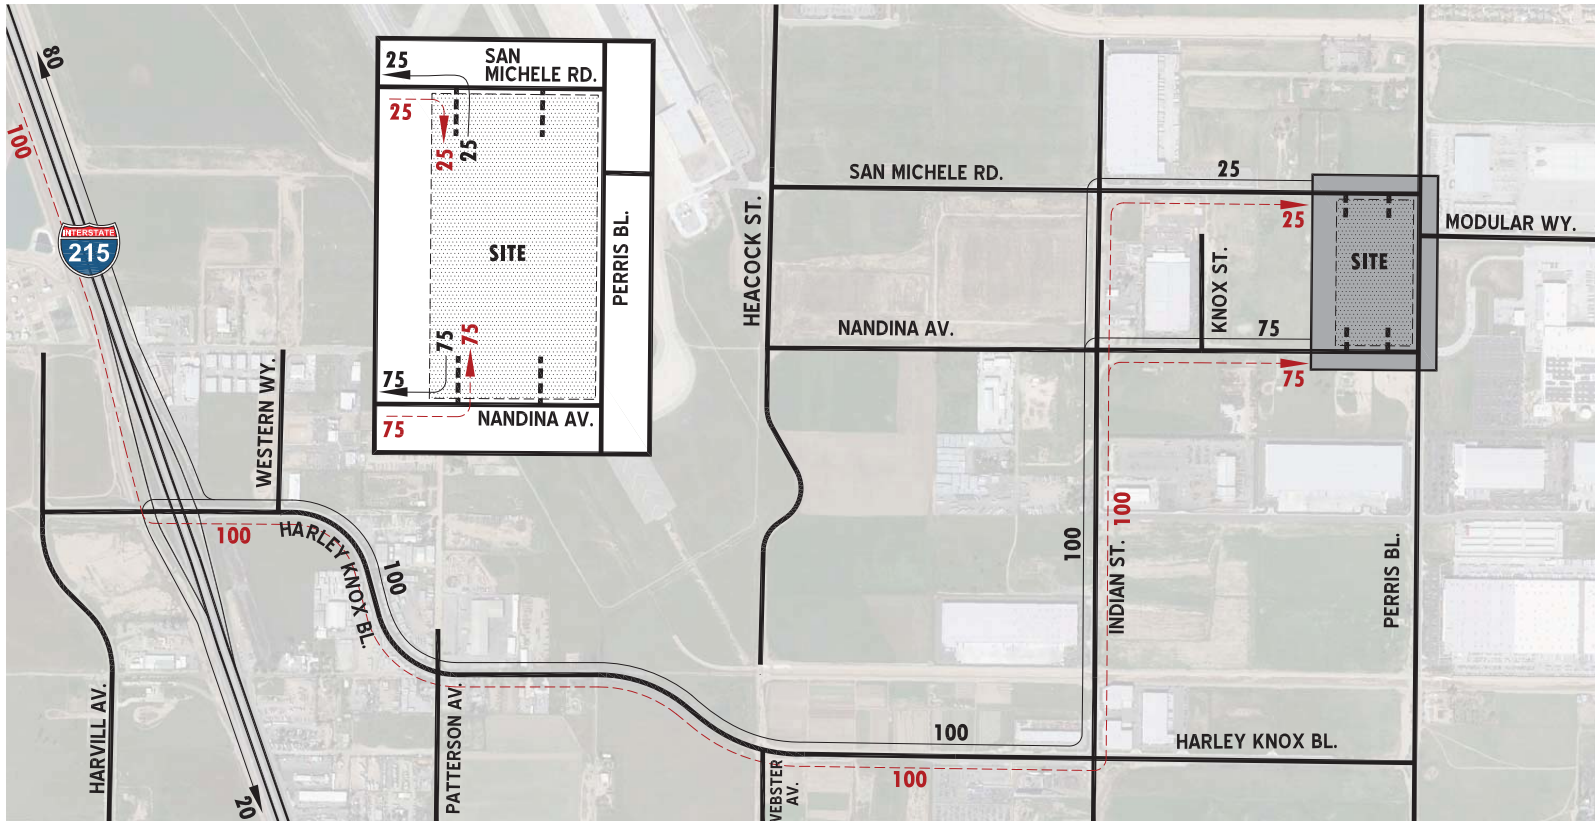 80
100
INTERSTATE
215
25
SAN
MICHELE RD.
25
25
25
SITE
PERRIS BL.
75
75
75
75
NANDINA AV.
HEACOCK ST.
SAN MICHELE RD.
25
25
MODULAR WY.
SITE
KNOX ST.
NANDINA AV.
75
75
WESTERN WY.
100
HARLEY KNOX BL.
100
100
100
INDIAN ST.
PERRIS BL.
HARVILL AV.
20
PATTERSON AV.
WEBSTER
AV.
100
100
HARLEY KNOX BL.